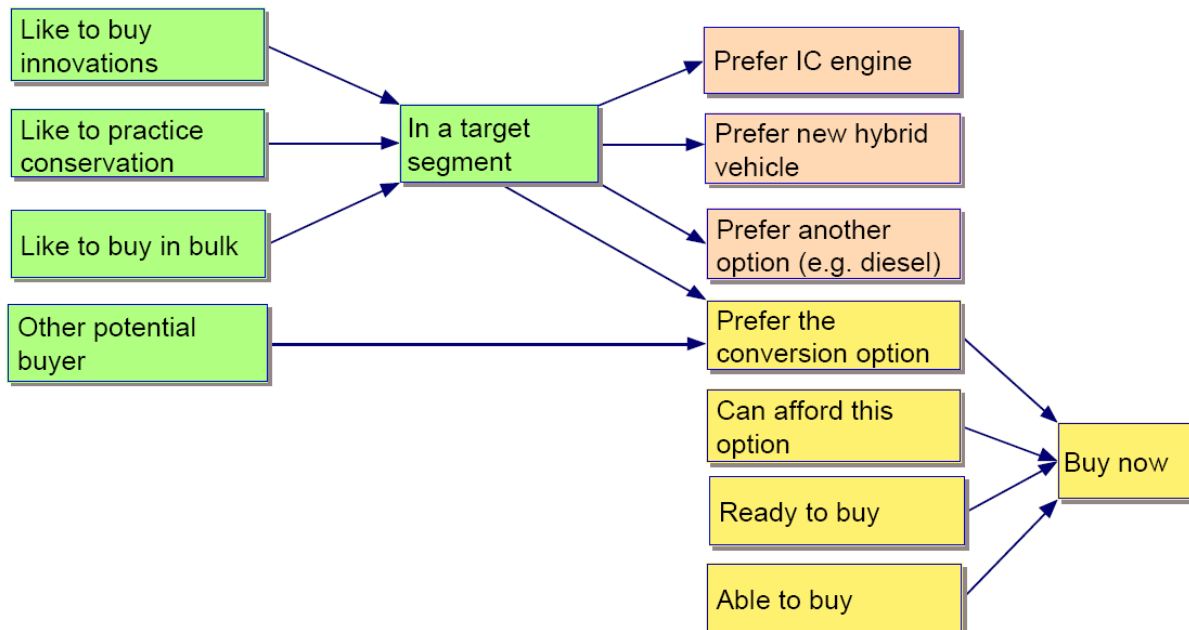 Like to buy
innovations
Like to practice
conservation
Like to buy in bulk
Other potential
buyer
In a target
segment
Prefer IC engine
Prefer new hybrid
vehicle
Prefer another
option (e.g. diesel)
Prefer the
conversion option
Can afford this
option
Ready to buy
Able to buy
Buy now